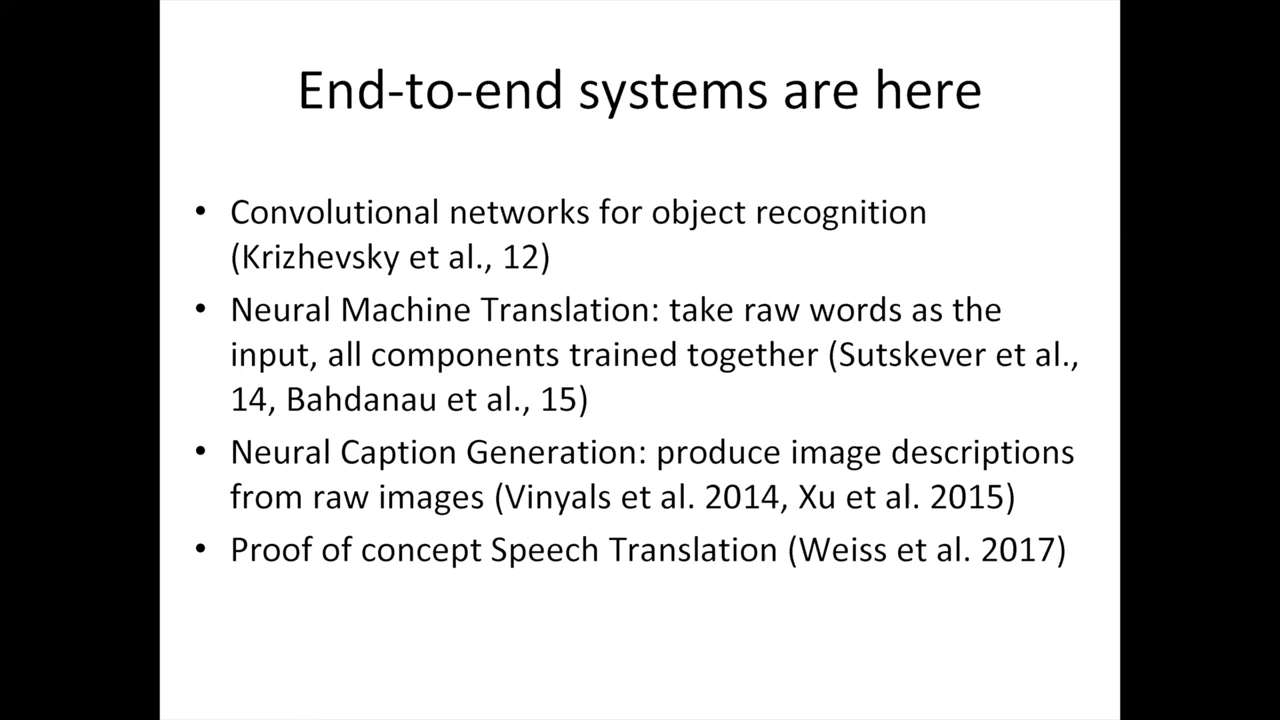 End-to-end systems are here
• Convolutional networks for object recognition
(Krizhevsky et al., 12)
• Neural Machine Translation: take raw words as the
input, all components trained together (Sutskever et al.,
14, Bahdanau et al., 15)
• Neural Caption Generation: produce image descriptions
from raw images (Vinyals et al. 2014, Xu et al. 2015)
• Proof of concept Speech Translation (Weiss et al. 2017)